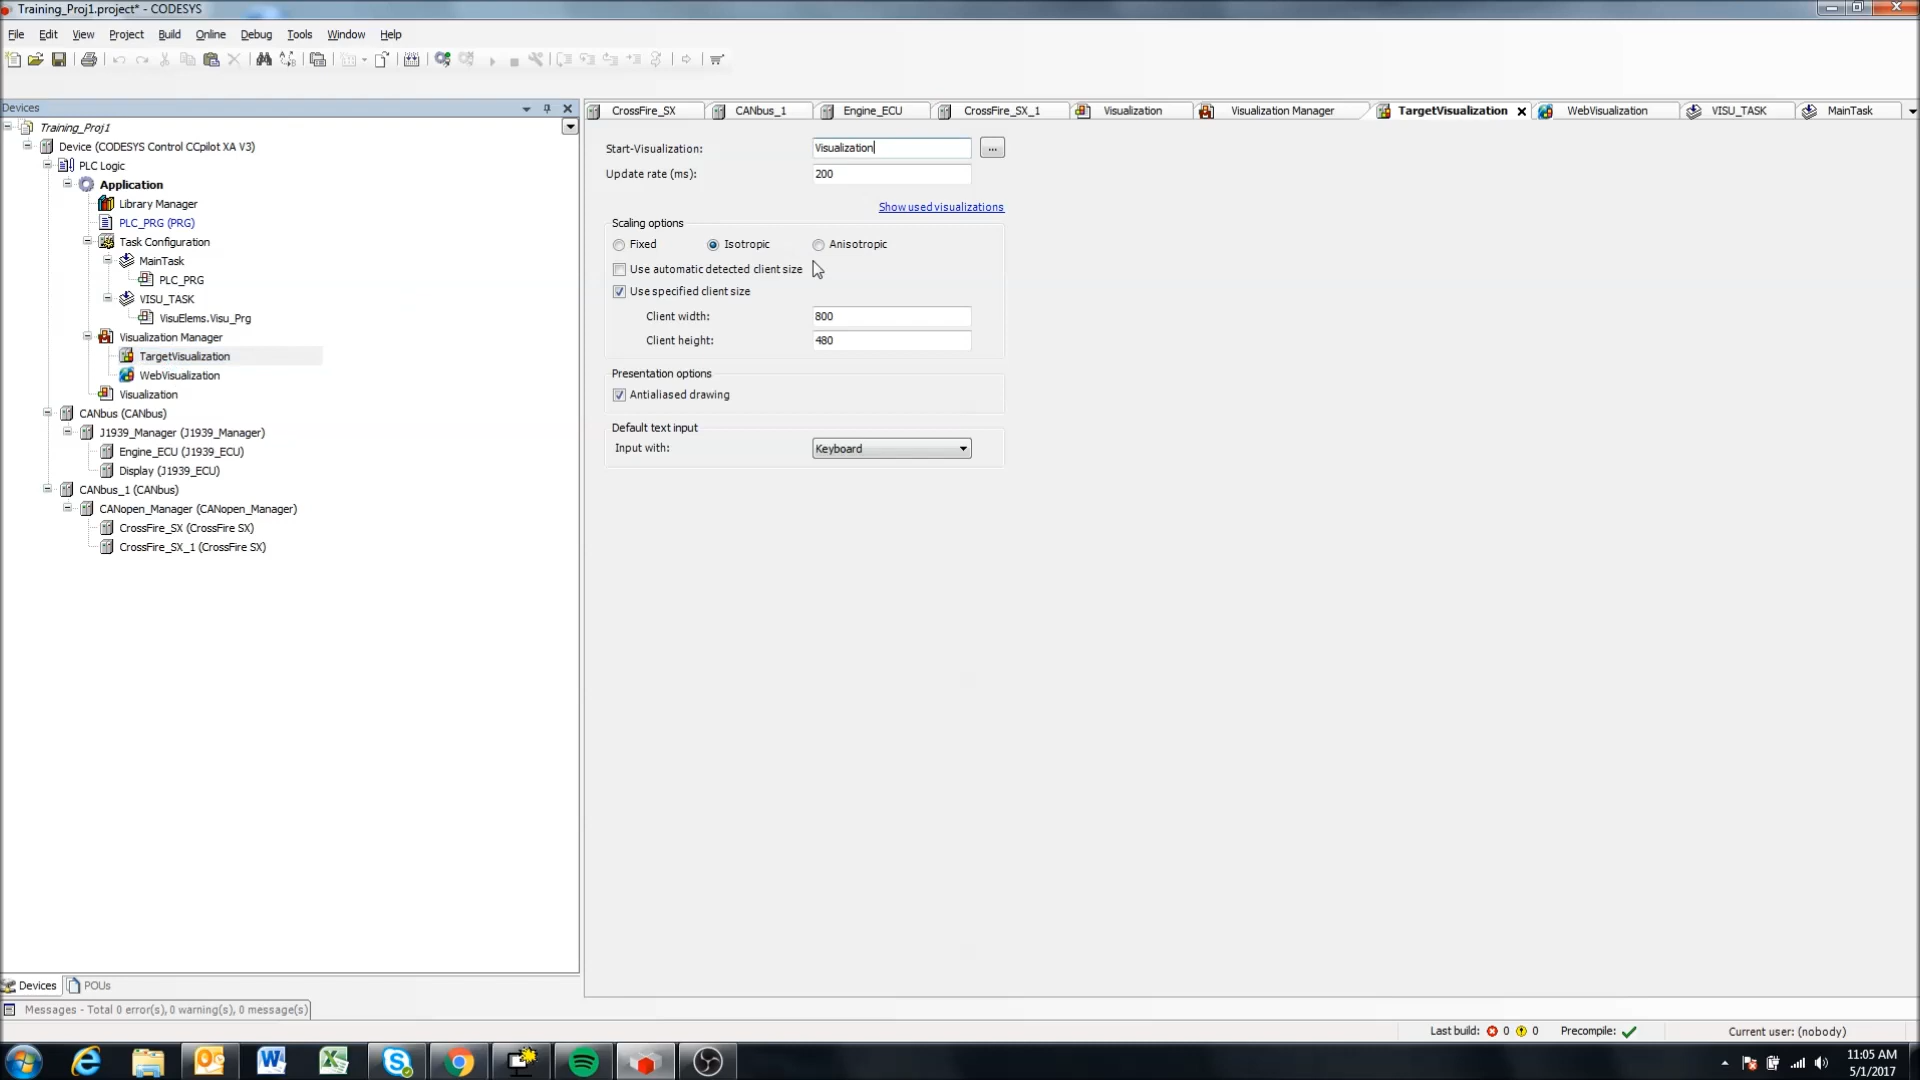 Training_Proj1.project* - CODESYS
File Edit View Project Build Online Debug Tools Window Help
Devices
Training_Proj1
Device (CODESYS Control CCpilot XA V3)
PLC Logic
Application
Library Manager
PLC_PRG (PRG)
Task Configuration
MainTask
PLC_PRG
VISU_TASK
VisuElems.Visu_Prg
Visualization Manager
TargetVisualization
WebVisualization
Visualization
CANbus (CANbus)
J1939_Manager (J1939_Manager)
Engine_ECU (J1939_ECU)
Display (J1939_ECU)
CANbus_1 (CANbus)
CANopen_Manager (CANopen_Manager)
CrossFire_SX (CrossFire SX)
CrossFire_SX_1 (CrossFire SX)
Devices POUs
CrossFire_SX CANbus_1 Engine_ECU CrossFire_SX_1 Visualization Visualization Manager TargetVisualization WebVisualization VISU_TASK MainTask
Start-Visualization: Visualization ...
Update rate (ms): 200
Show used visualizations
Scaling options
Fixed Isotropic Anisotropic
Use automatic detected client size
Use specified client size
Client width: 800
Client height: 480
Presentation options
Antialiased drawing
Default text input
Input with: Keyboard
Messages - Total 0 error(s), 0 warning(s), 0 message(s)
Last build: 0 0 Precompile: Current user: (nobody)
11:05 AM
5/1/2017